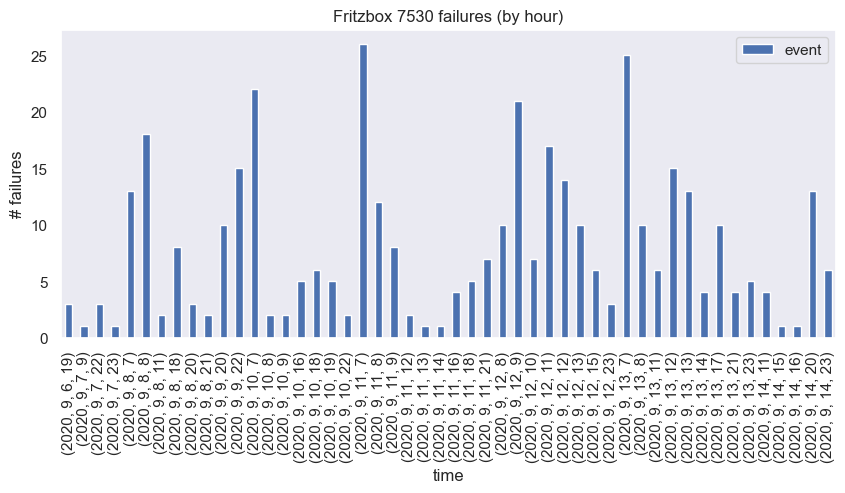 Fritzbox 7530 failures (by hour)
event
# failures
25
20
15
10
5
0
(2020, 9, 6, 19)
(2020, 9, 7, 9)
(2020, 9, 7, 22)
(2020, 9, 7, 23)
(2020, 9, 8, 7)
(2020, 9, 8, 8)
(2020, 9, 8, 11)
(2020, 9, 8, 18)
(2020, 9, 8, 20)
(2020, 9, 8, 21)
(2020, 9, 9, 20)
(2020, 9, 9, 22)
(2020, 9, 10, 7)
(2020, 9, 10, 8)
(2020, 9, 10, 9)
(2020, 9, 10, 16)
(2020, 9, 10, 18)
(2020, 9, 10, 19)
(2020, 9, 10, 22)
(2020, 9, 11, 7)
(2020, 9, 11, 8)
(2020, 9, 11, 9)
(2020, 9, 11, 12)
(2020, 9, 11, 13)
(2020, 9, 11, 14)
(2020, 9, 11, 16)
(2020, 9, 11, 18)
(2020, 9, 11, 21)
(2020, 9, 12, 8)
(2020, 9, 12, 9)
(2020, 9, 12, 10)
(2020, 9, 12, 11)
(2020, 9, 12, 12)
(2020, 9, 12, 13)
(2020, 9, 12, 15)
(2020, 9, 12, 23)
(2020, 9, 13, 7)
(2020, 9, 13, 8)
(2020, 9, 13, 11)
(2020, 9, 13, 12)
(2020, 9, 13, 13)
(2020, 9, 13, 14)
(2020, 9, 13, 17)
(2020, 9, 13, 21)
(2020, 9, 13, 23)
(2020, 9, 14, 11)
(2020, 9, 14, 15)
(2020, 9, 14, 16)
(2020, 9, 14, 20)
(2020, 9, 14, 23)
time